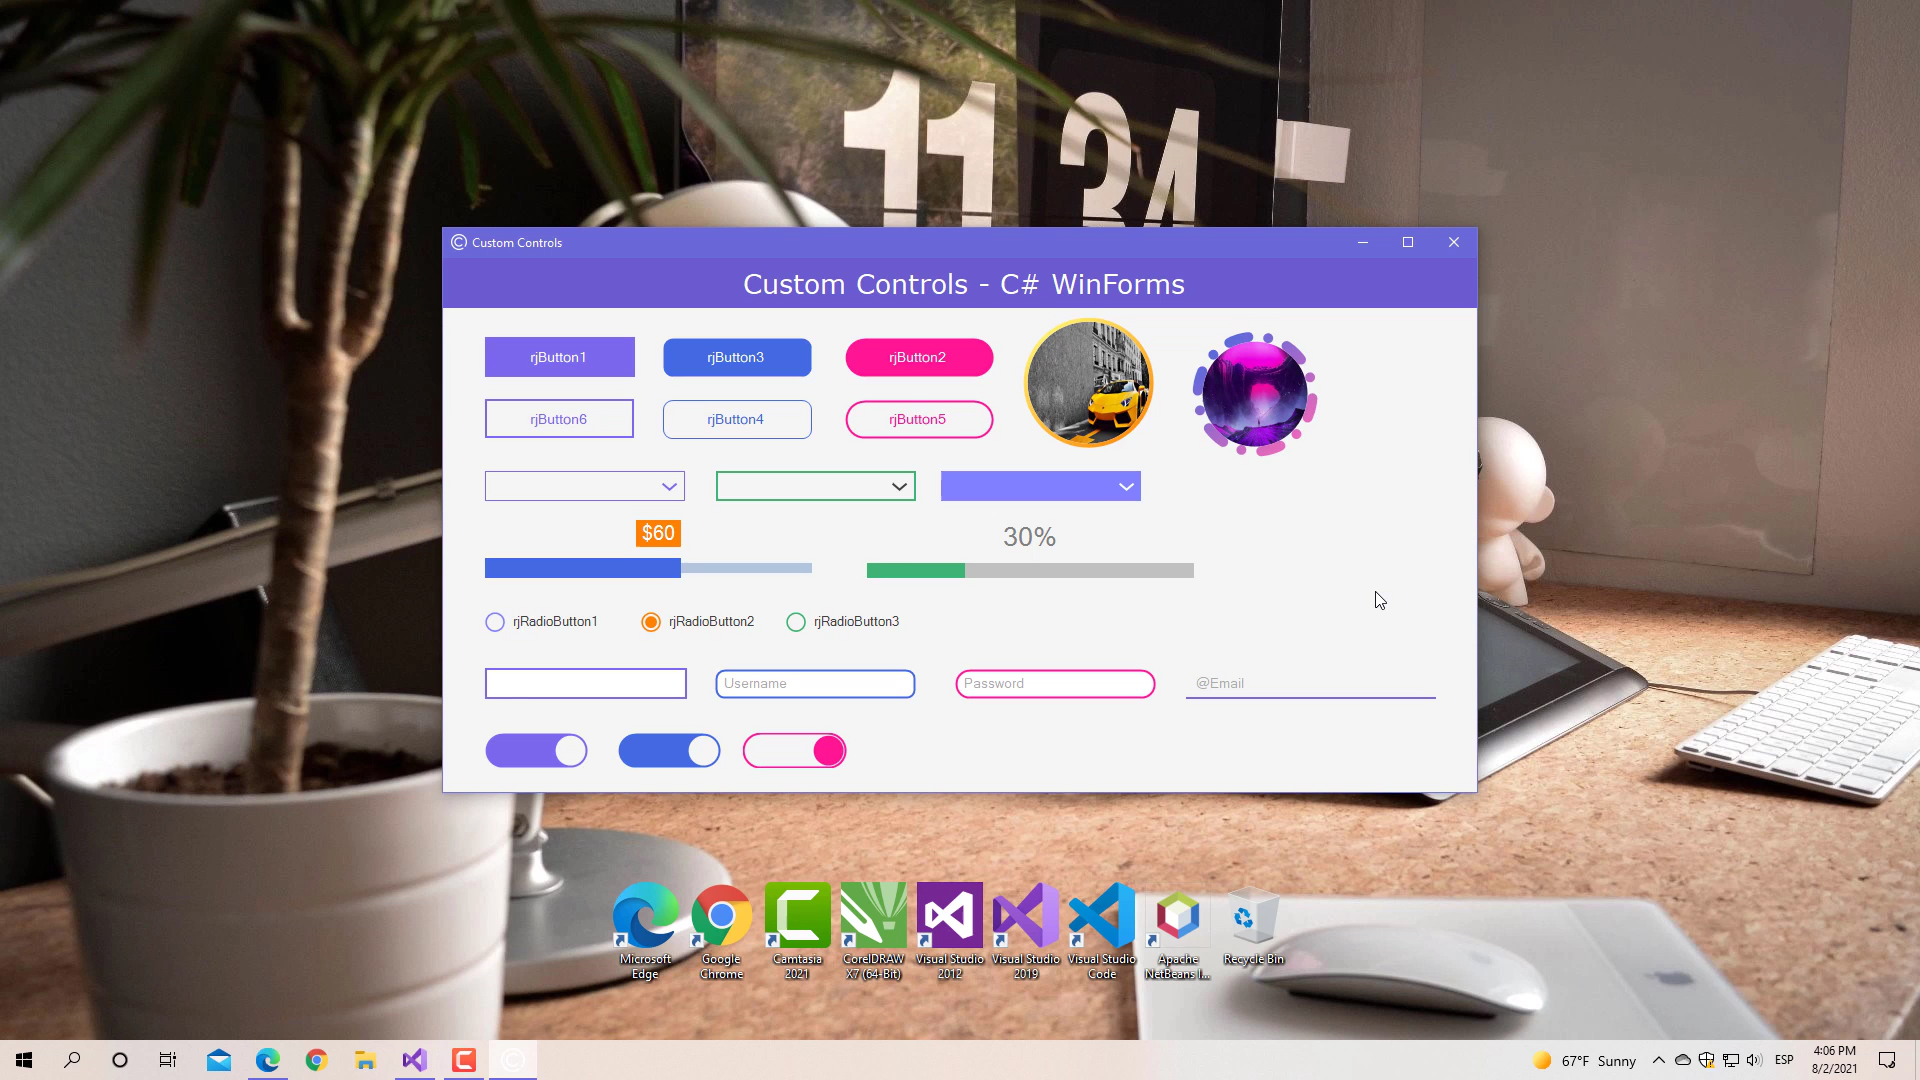 11 34
Custom Controls
Custom Controls - C# WinForms
rjButton1 rjButton3 rjButton2
rjButton6 rjButton4 rjButton5
$60 30%
rjRadioButton1 rjRadioButton2 rjRadioButton3
Username Password @Email
Microsoft Edge
Google Chrome
Camtasia 2021
CorelDRAW X7 (64-Bit)
Visual Studio 2012
Visual Studio 2019
Visual Studio Code
Apache NetBeans I...
Recycle Bin
67°F Sunny
ESP
4:06 PM
8/2/2021